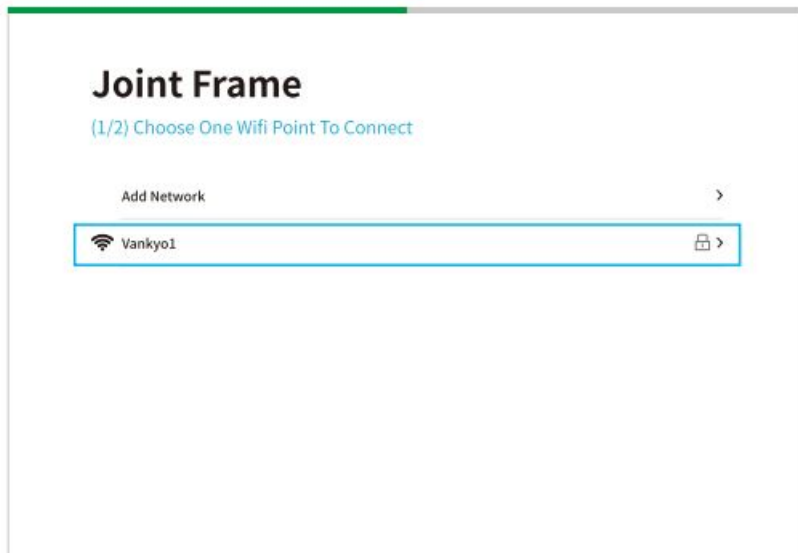 Joint Frame
(1/2) Choose One Wifi Point To Connect
Add Network
Vankyo1